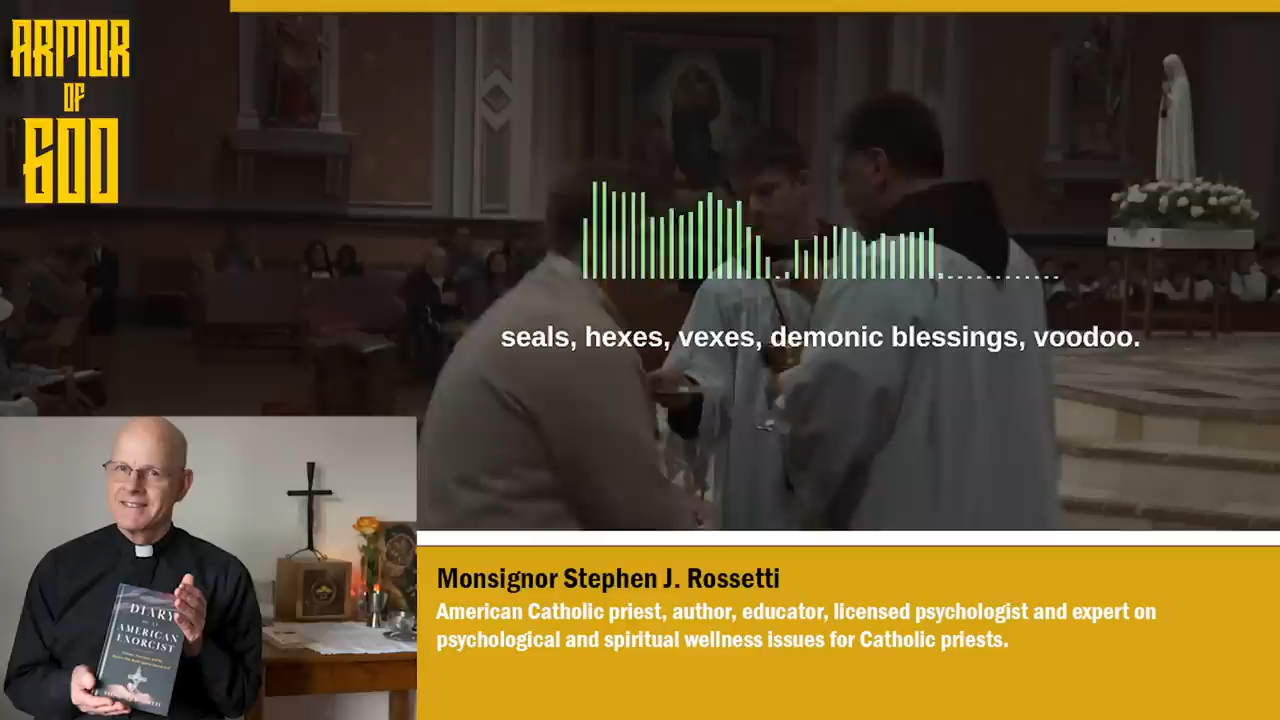 ARMOR
OF
GOD
seals, hexes, vexes, demonic blessings, voodoo.
DIARY
AMERICAN
EXORCIST
Monsignor Stephen J. Rossetti
American Catholic priest, author, educator, licensed psychologist and expert on
psychological and spiritual wellness issues for Catholic priests.